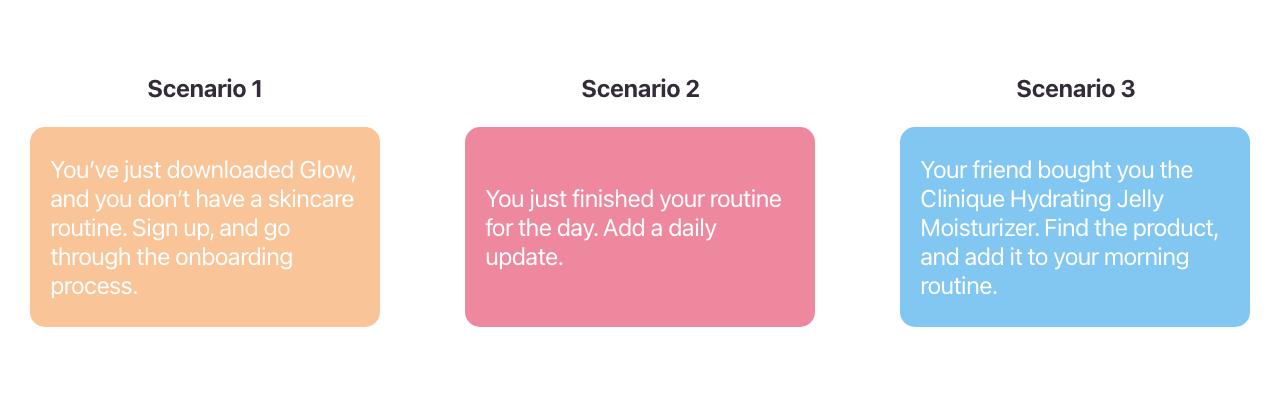 Scenario 1
You’ve just downloaded Glow,
and you don’t have a skincare
routine. Sign up, and go
through the onboarding
process.
Scenario 2
You just finished your routine
for the day. Add a daily
update.
Scenario 3
Your friend bought you the
Clinique Hydrating Jelly
Moisturizer. Find the product,
and add it to your morning
routine.